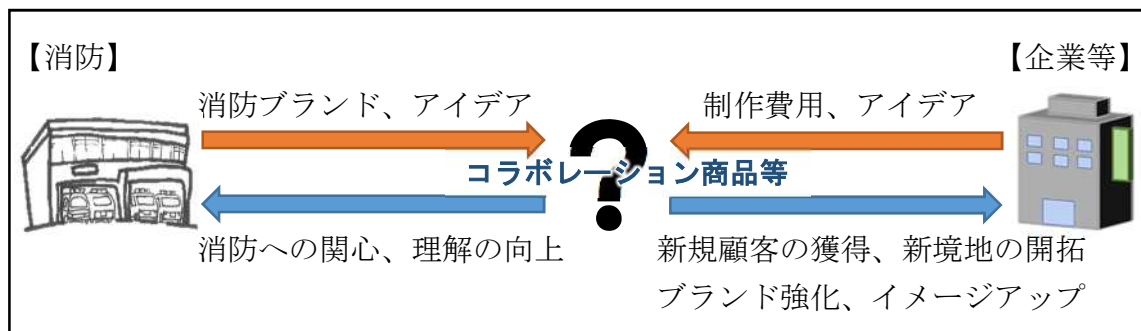 【消防】
【企業等】
消防ブランド、アイデア
制作費用、アイデア
?
コラボレーション商品等
消防への関心、理解の向上
新規顧客の獲得、新境地の開拓
ブランド強化、イメージアップ